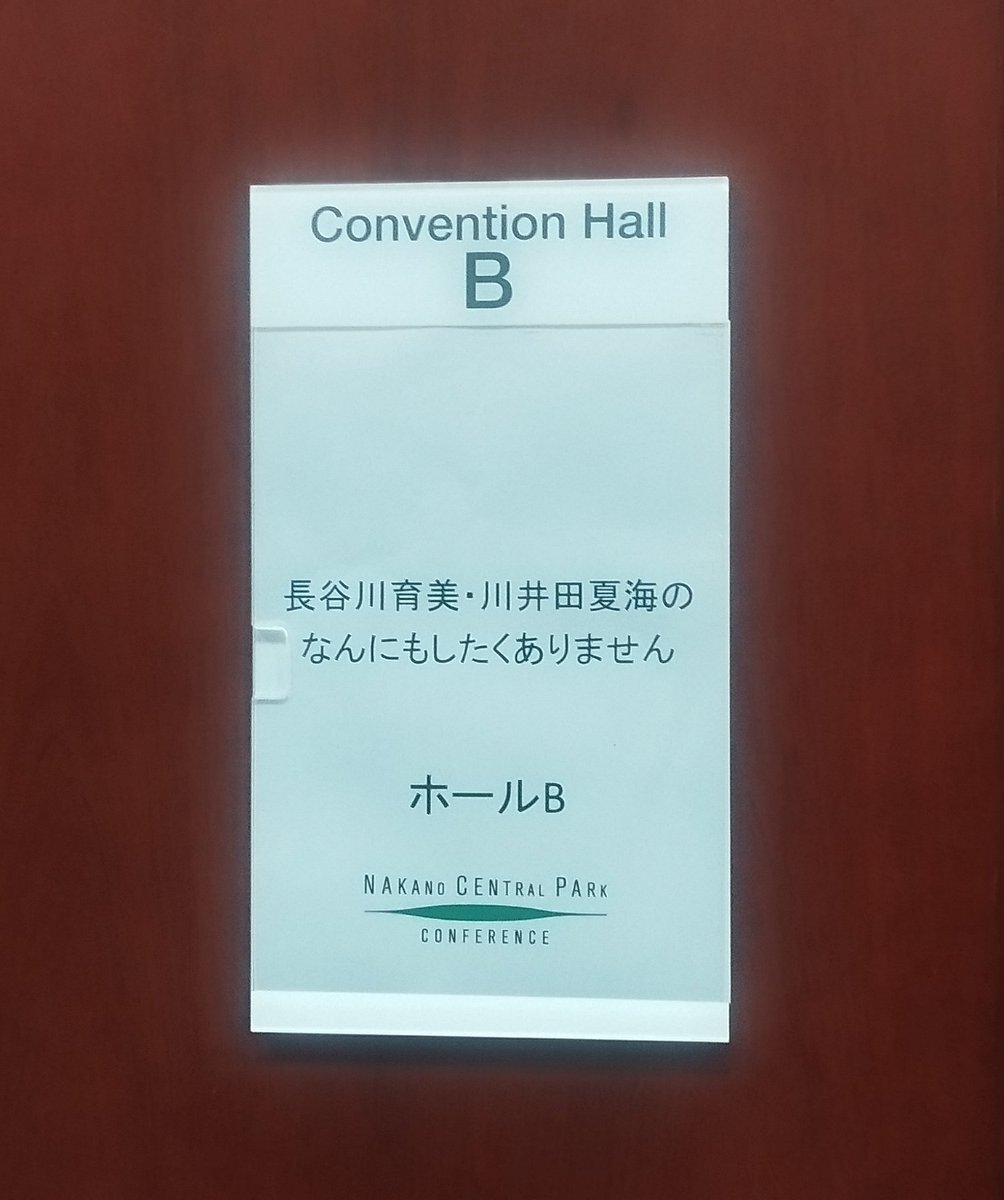 Convention Hall
B
長谷川育美・川井田夏海の
なんにもしたくありません
ホールB
NAKANO CENTRAL PARK
CONFERENCE